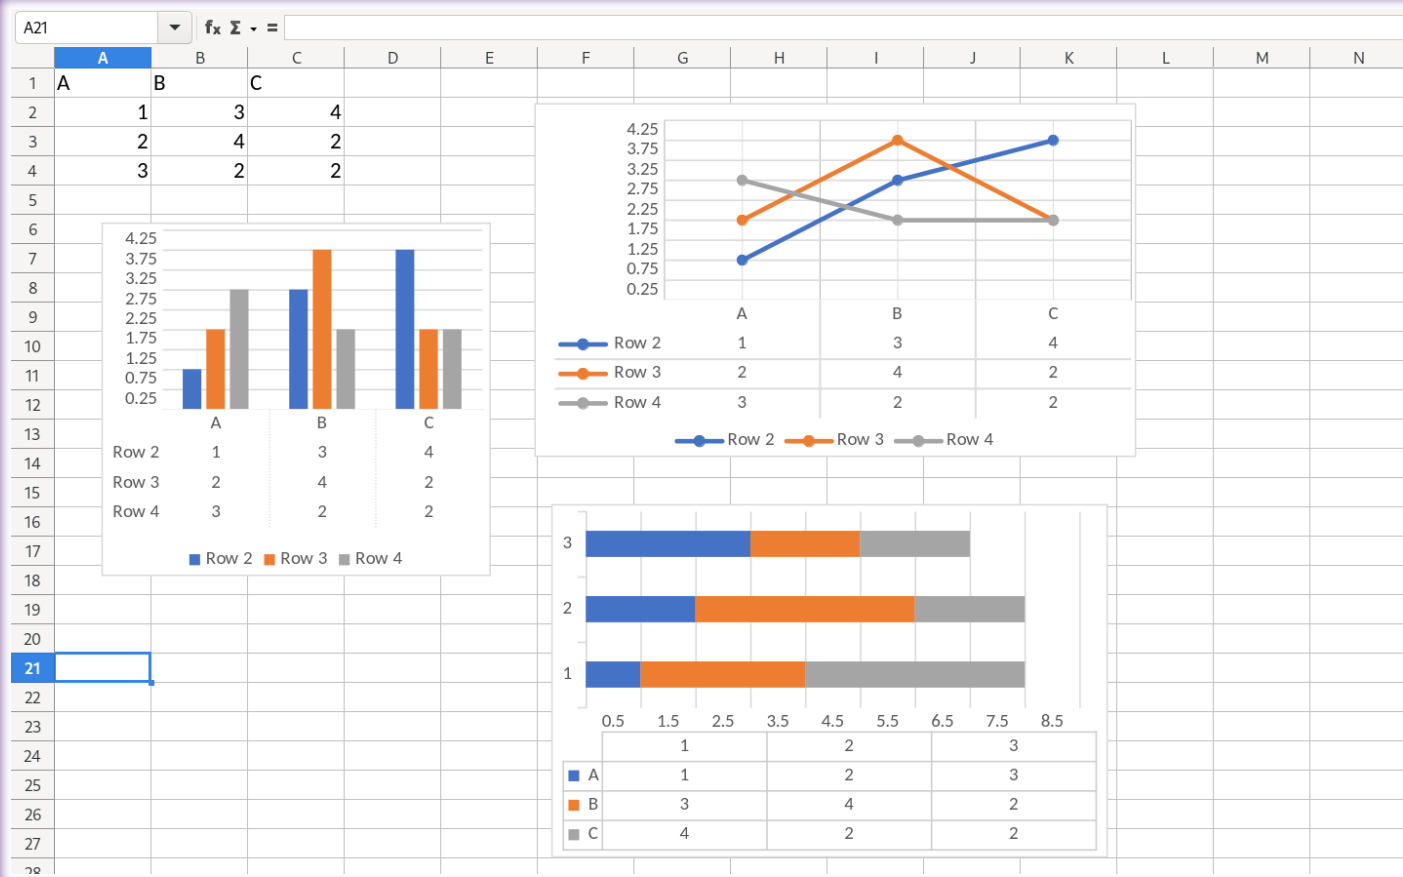 A21 fx Σ =
A B C D E F G H I J K L M N
1 A B C
2 1 3 4
3 2 4 2
4 3 2 2
5
6
7
8
9
10
11
12
13
14
15
16
17
18
19
20
21
22
23
24
25
26
27
28
4.25
3.75
3.25
2.75
2.25
1.75
1.25
0.75
0.25
A B C
Row 2 1 3 4
Row 3 2 4 2
Row 4 3 2 2
Row 2 Row 3 Row 4
4.25
3.75
3.25
2.75
2.25
1.75
1.25
0.75
0.25
A B C
Row 2 1 3 4
Row 3 2 4 2
Row 4 3 2 2
Row 2 Row 3 Row 4
3
2
1
0.5 1.5 2.5 3.5 4.5 5.5 6.5 7.5 8.5
1 2 3
A 1 2 3
B 3 4 2
C 4 2 2